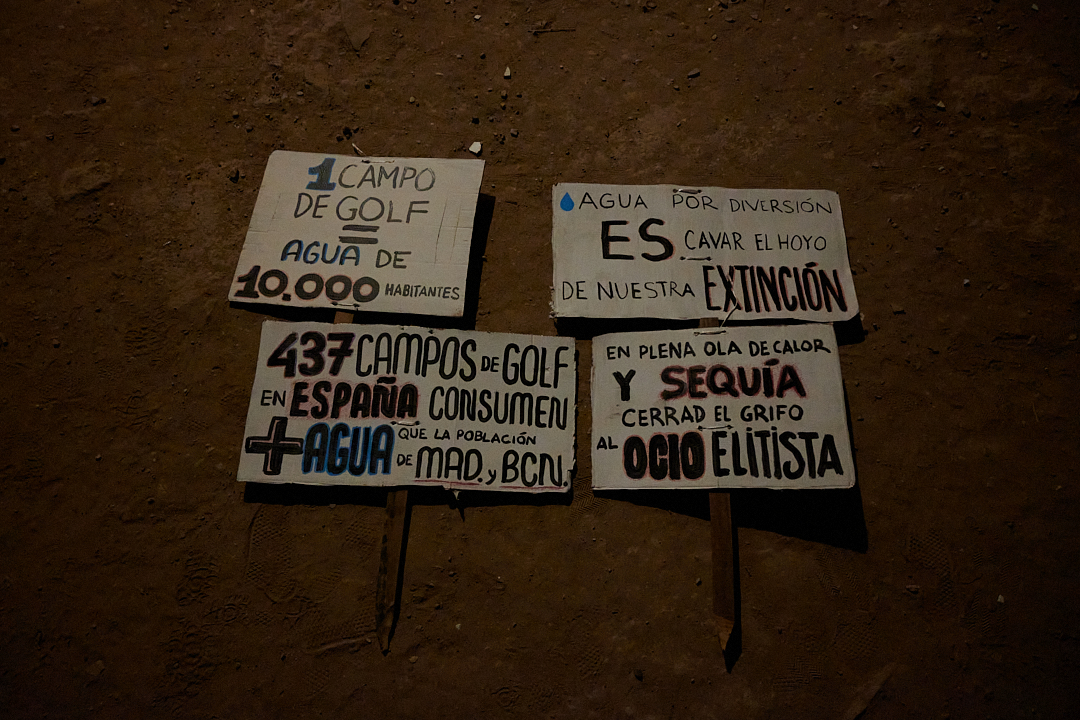 1 CAMPO
DE GOLF
=
AGUA DE
10.000 HABITANTES
AGUA POR DIVERSIÓN
ES CAVAR EL HOYO
DE NUESTRA EXTINCIÓN
437 CAMPOS DE GOLF
EN ESPAÑA CONSUMEN
+ AGUA QUE LA POBLACIÓN
DE MAD. y BCN.
EN PLENA OLA DE CALOR
Y SEQUÍA
CERRAD EL GRIFO
AL OCIO ELITISTA